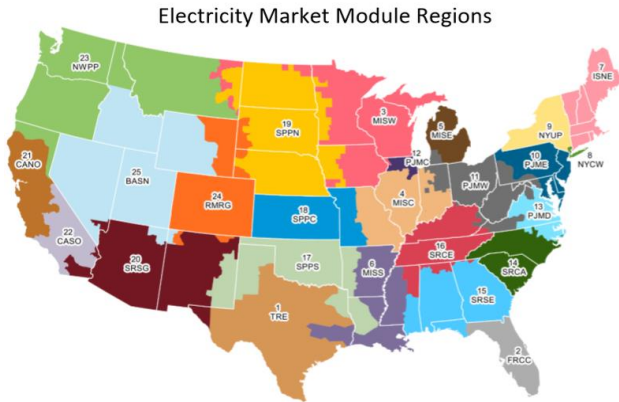 Electricity Market Module Regions
23
NWPP
7
ISNE
3
MISW
19
SPPN
5
MISE
9
NYUP
21
CANO
12
PJMC
10
PJME
8
NYCW
25
BASN
11
PJMW
24
RMRG
4
MISC
13
PJMD
18
SPPC
22
CASO
16
SRCE
17
SPPS
20
SRSG
6
MISS
14
SRCA
15
SRSE
1
TRE
2
FRCC